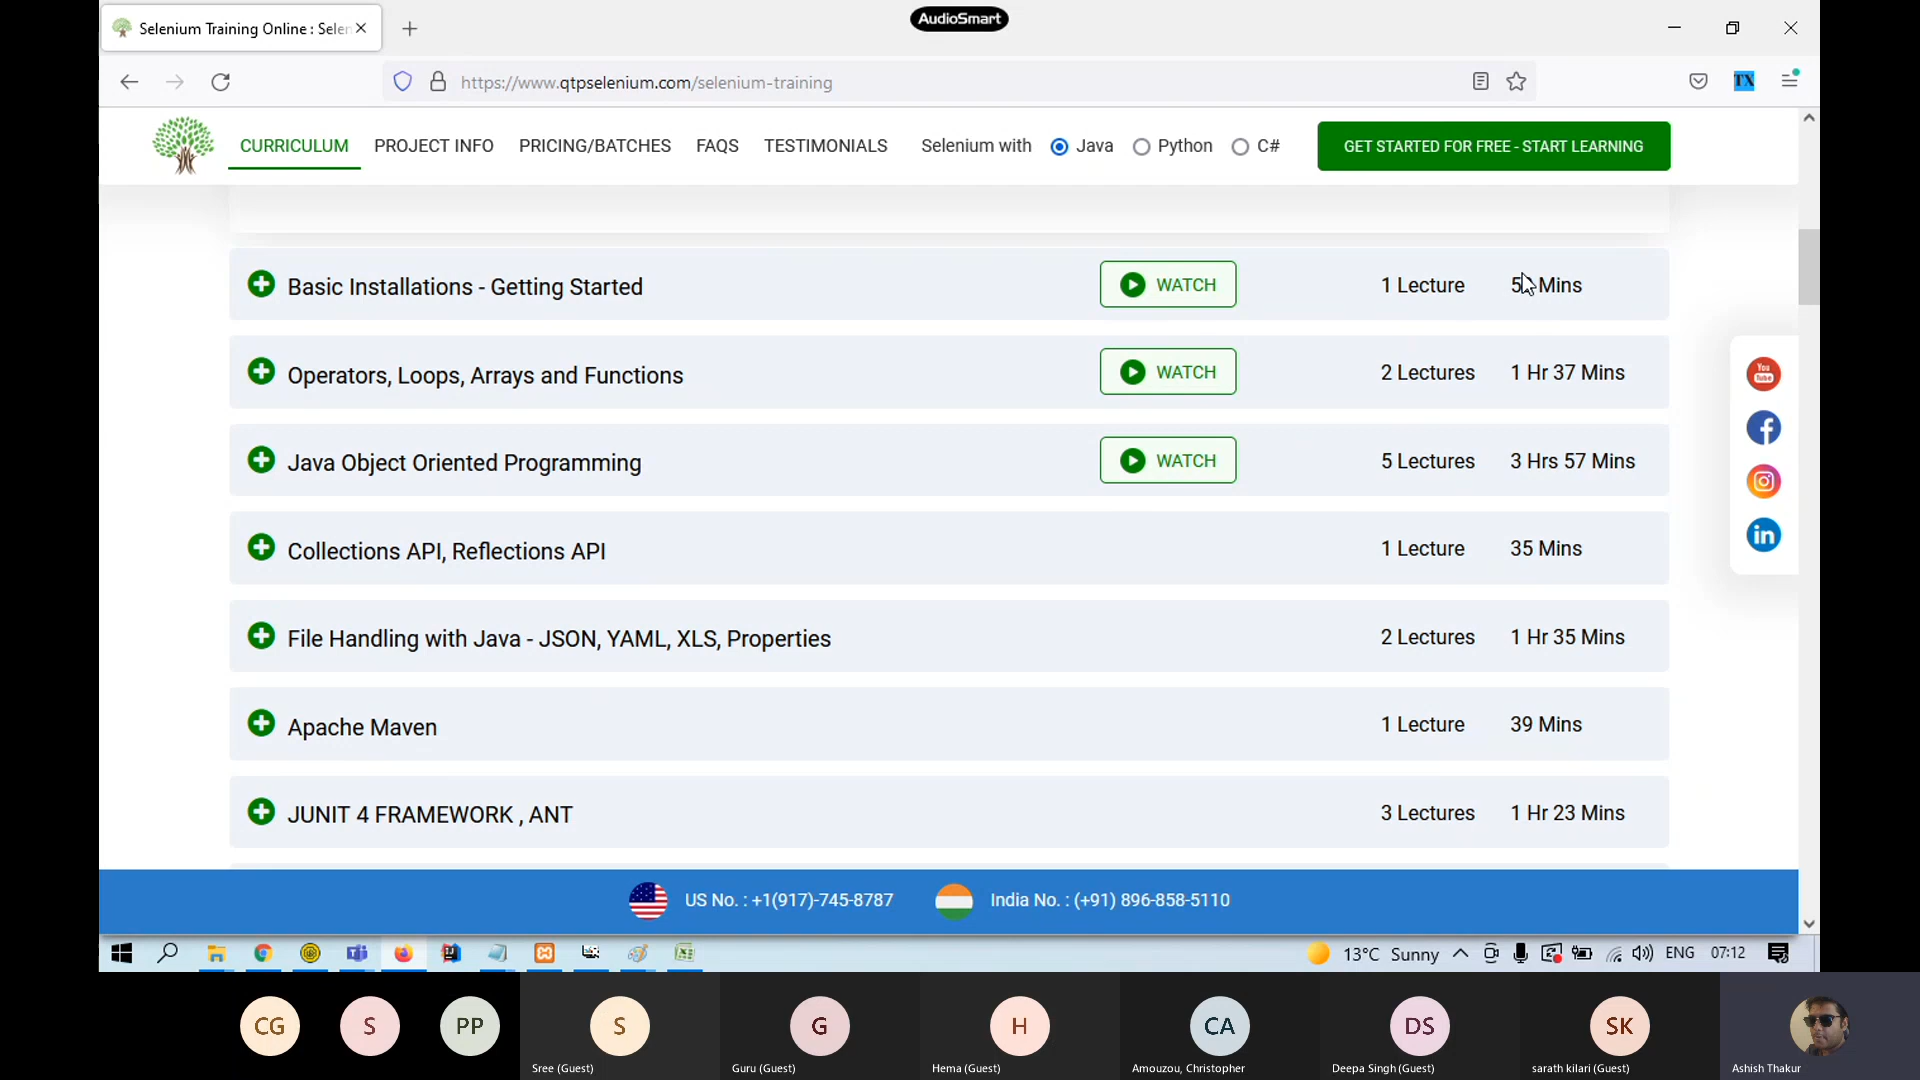 AudioSmart
Selenium Training Online : Selen
https://www.qtpselenium.com/selenium-training
TX
CURRICULUM PROJECT INFO PRICING/BATCHES FAQS TESTIMONIALS Selenium with Java Python C# GET STARTED FOR FREE - START LEARNING
Basic Installations - Getting Started WATCH 1 Lecture Mins
Operators, Loops, Arrays and Functions WATCH 2 Lectures 1 Hr 37 Mins
Java Object Oriented Programming WATCH 5 Lectures 3 Hrs 57 Mins
Collections API, Reflections API 1 Lecture 35 Mins
File Handling with Java - JSON, YAML, XLS, Properties 2 Lectures 1 Hr 35 Mins
Apache Maven 1 Lecture 39 Mins
JUNIT 4 FRAMEWORK , ANT 3 Lectures 1 Hr 23 Mins
You
Tube
in
US No. : +1(917)-745-8787 India No. : (+91) 896-858-5110
13°C Sunny ENG 07:12
CG S PP S G H CA DS SK
Sree (Guest) Guru (Guest) Hema (Guest) Amouzou, Christopher Deepa Singh (Guest) sarath kilari (Guest) Ashish Thakur